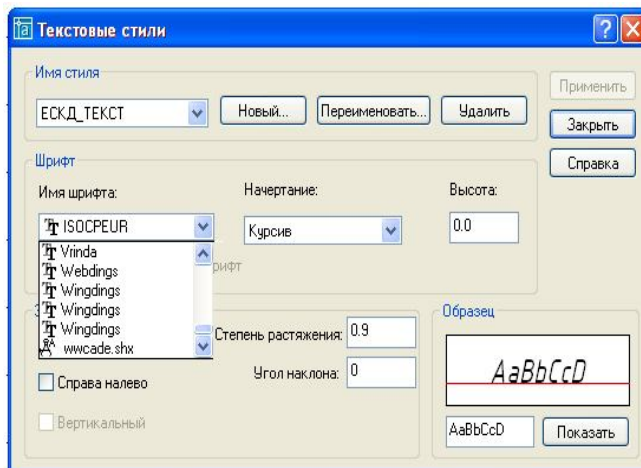 Текстовые стили
Имя стиля
ЕСКД_ТЕКСТ
Новый...
Переименовать...
Удалить
Применить
Закрыть
Справка
Шрифт
Имя шрифта:
Начертание:
Высота:
ISOCPEUR
Курсив
0.0
Vrinda
Webdings
Wingdings
Wingdings
Wingdings
wwcade.shx
Степень растяжения: 0.9
Угол наклона: 0
Справа налево
Вертикальный
Образец
AaBbCcD
AaBbCcD
Показать